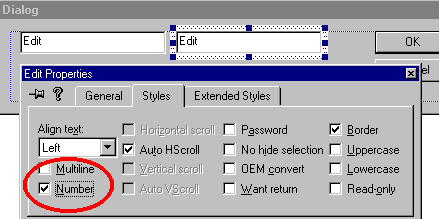 Dialog
Edit Edit OK
Edit Properties
el
General Styles Extended Styles
Align text: Horizontal scroll Password Border
Left Auto HScroll No hide selection Uppercase
Multiline Vertical scroll OEM convert Lowercase
Number Auto VScroll Want return Read-only